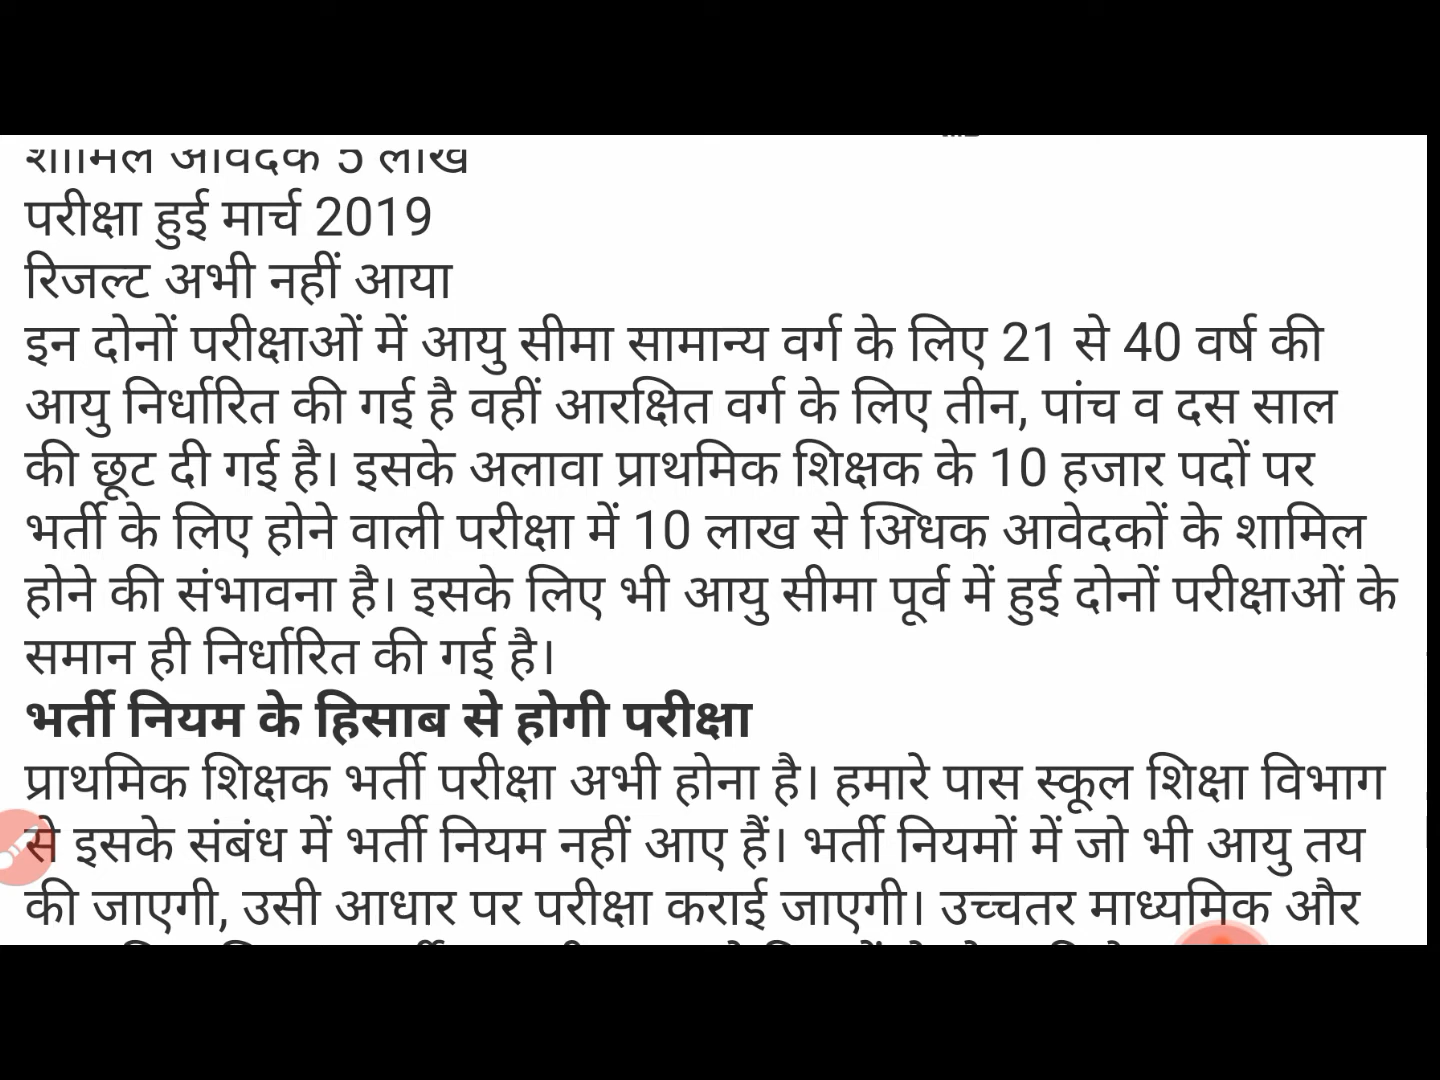 शामिल आवेदक 5 लाख
परीक्षा हुई मार्च 2019
रिजल्ट अभी नहीं आया
इन दोनों परीक्षाओं में आयु सीमा सामान्य वर्ग के लिए 21 से 40 वर्ष की
आयु निर्धारित की गई है वहीं आरक्षित वर्ग के लिए तीन, पांच व दस साल
की छूट दी गई है। इसके अलावा प्राथमिक शिक्षक के 10 हजार पदों पर
भर्ती के लिए होने वाली परीक्षा में 10 लाख से अधिक आवेदकों के शामिल
होने की संभावना है। इसके लिए भी आयु सीमा पूर्व में हुई दोनों परीक्षाओं के
समान ही निर्धारित की गई है।
भर्ती नियम के हिसाब से होगी परीक्षा
प्राथमिक शिक्षक भर्ती परीक्षा अभी होना है। हमारे पास स्कूल शिक्षा विभाग
से इसके संबंध में भर्ती नियम नहीं आए हैं। भर्ती नियमों में जो भी आयु तय
की जाएगी, उसी आधार पर परीक्षा कराई जाएगी। उच्चतर माध्यमिक और